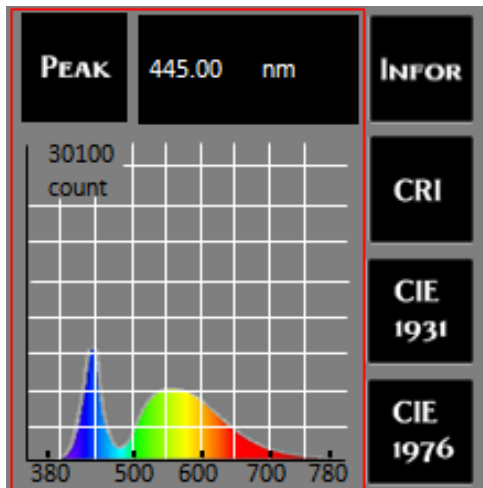 PEAK
445.00 nm
INFOR
30100
count
CRI
CIE
1931
CIE
1976
380 500 600 700 780